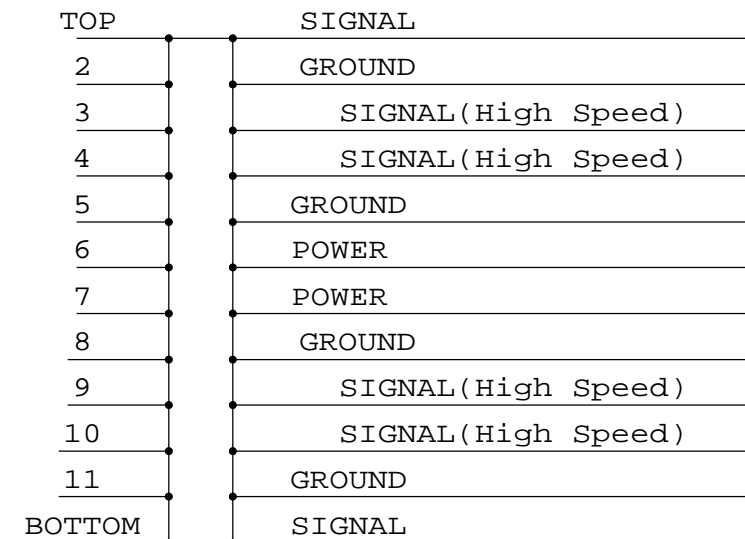 TOP SIGNAL
2 GROUND
3 SIGNAL(High Speed)
4 SIGNAL(High Speed)
5 GROUND
6 POWER
7 POWER
8 GROUND
9 SIGNAL(High Speed)
10 SIGNAL(High Speed)
11 GROUND
BOTTOM SIGNAL